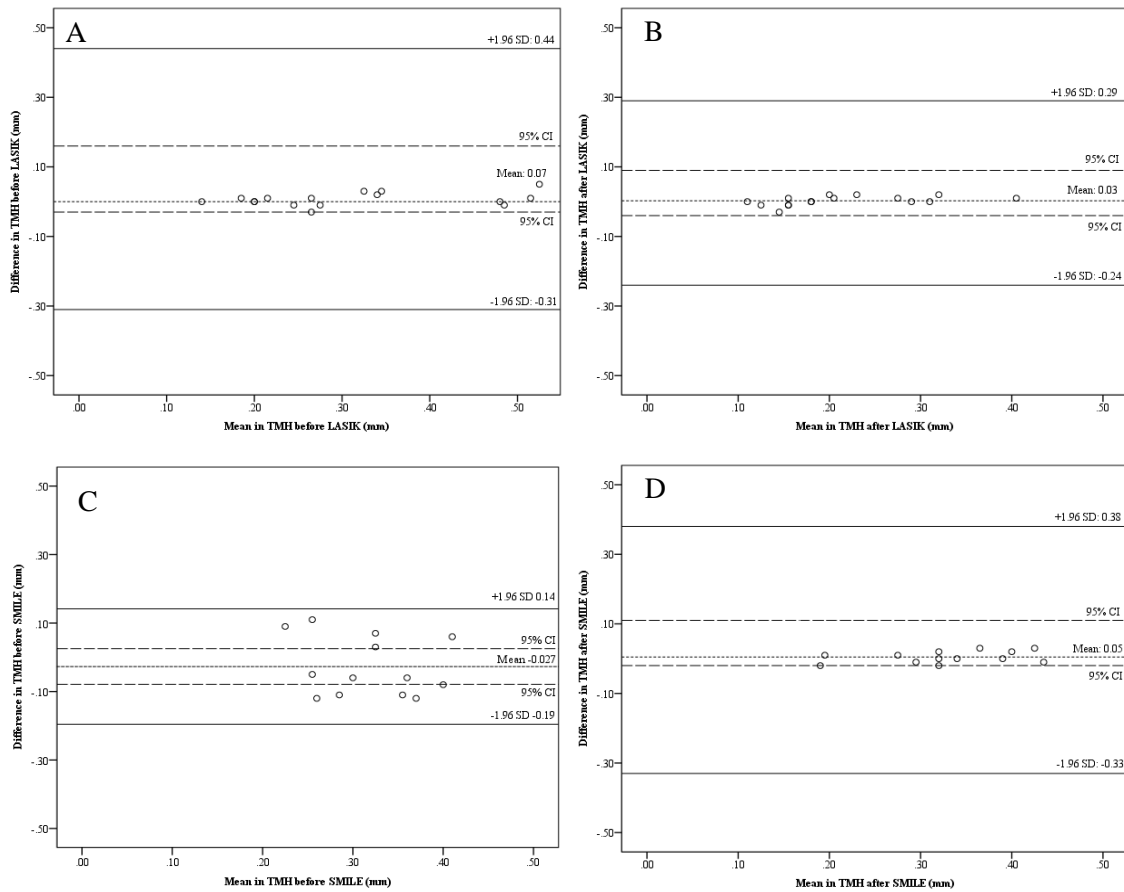 A
.50
+1.96 SD: 0.44
.30
95% CI
.10
Mean: 0.07
95% CI
-.10
-.30
-1.96 SD: -0.31
-.50
.00
.20
.30
.40
.50
Difference in TMH before LASIK (mm)
Mean in TMH before LASIK (mm)
B
.50
+1.96 SD: 0.29
.30
95% CI
.10
Mean: 0.03
95% CI
-.10
-1.96 SD: -0.24
-.30
-.50
.00
.10
.20
.30
.40
.50
Difference in TMH after LASIK (mm)
Mean in TMH after LASIK (mm)
C
.50
.30
+1.96 SD 0.14
.10
95% CI
Mean -0.027
95% CI
-.10
-1.96 SD -0.19
-.30
-.50
.00
.20
.30
.40
.50
Difference in TMH before SMILE (mm)
Mean in TMH before SMILE (mm)
D
.50
+1.96 SD: 0.38
.30
95% CI
.10
Mean: 0.05
95% CI
-.10
-.30
-1.96 SD: -0.33
-.50
.00
.10
.20
.30
.40
.50
Difference in TMH after SMILE (mm)
Mean in TMH after SMILE (mm)